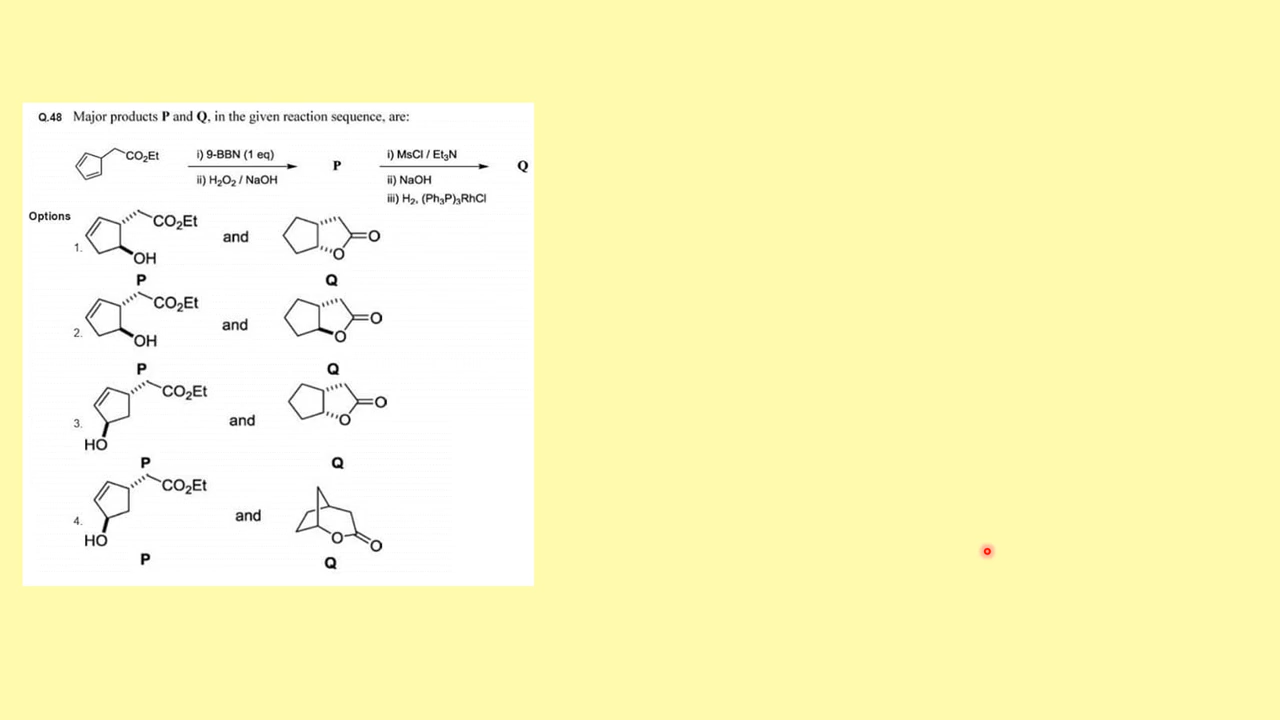 Q.48 Major products P and Q, in the given reaction sequence, are:
CO₂Et
i) 9-BBN (1 eq)
ii) H₂O₂ / NaOH
P
i) MsCl / Et₃N
ii) NaOH
iii) H₂, (Ph₃P)₃RhCl
Q
Options
1.
CO₂Et
OH
P
and
O
O
Q
2.
CO₂Et
OH
P
and
O
O
Q
3.
CO₂Et
HO
P
and
O
O
Q
4.
CO₂Et
HO
P
and
O
O
Q